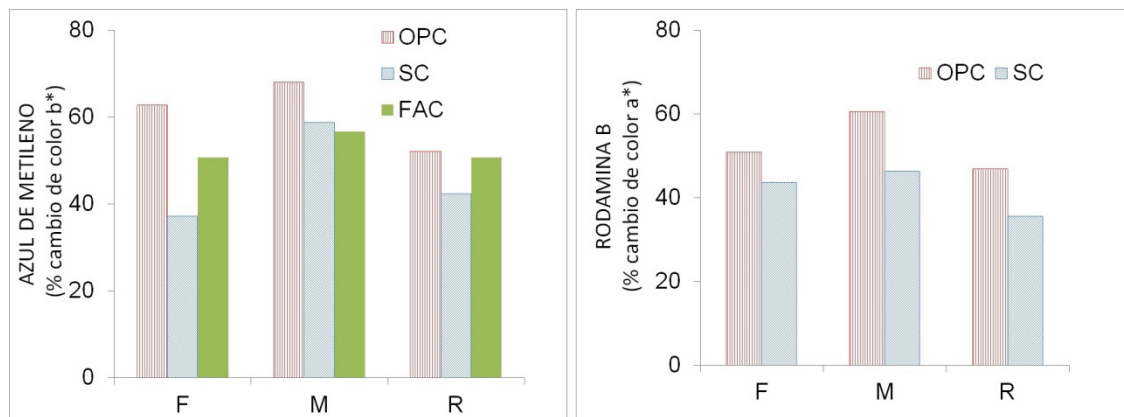 80
60
40
20
0
AZUL DE METILENO
(% cambio de color b*)
OPC
SC
FAC
F M R
80
60
40
20
0
RODAMINA B
(% cambio de color a*)
OPC SC
F M R